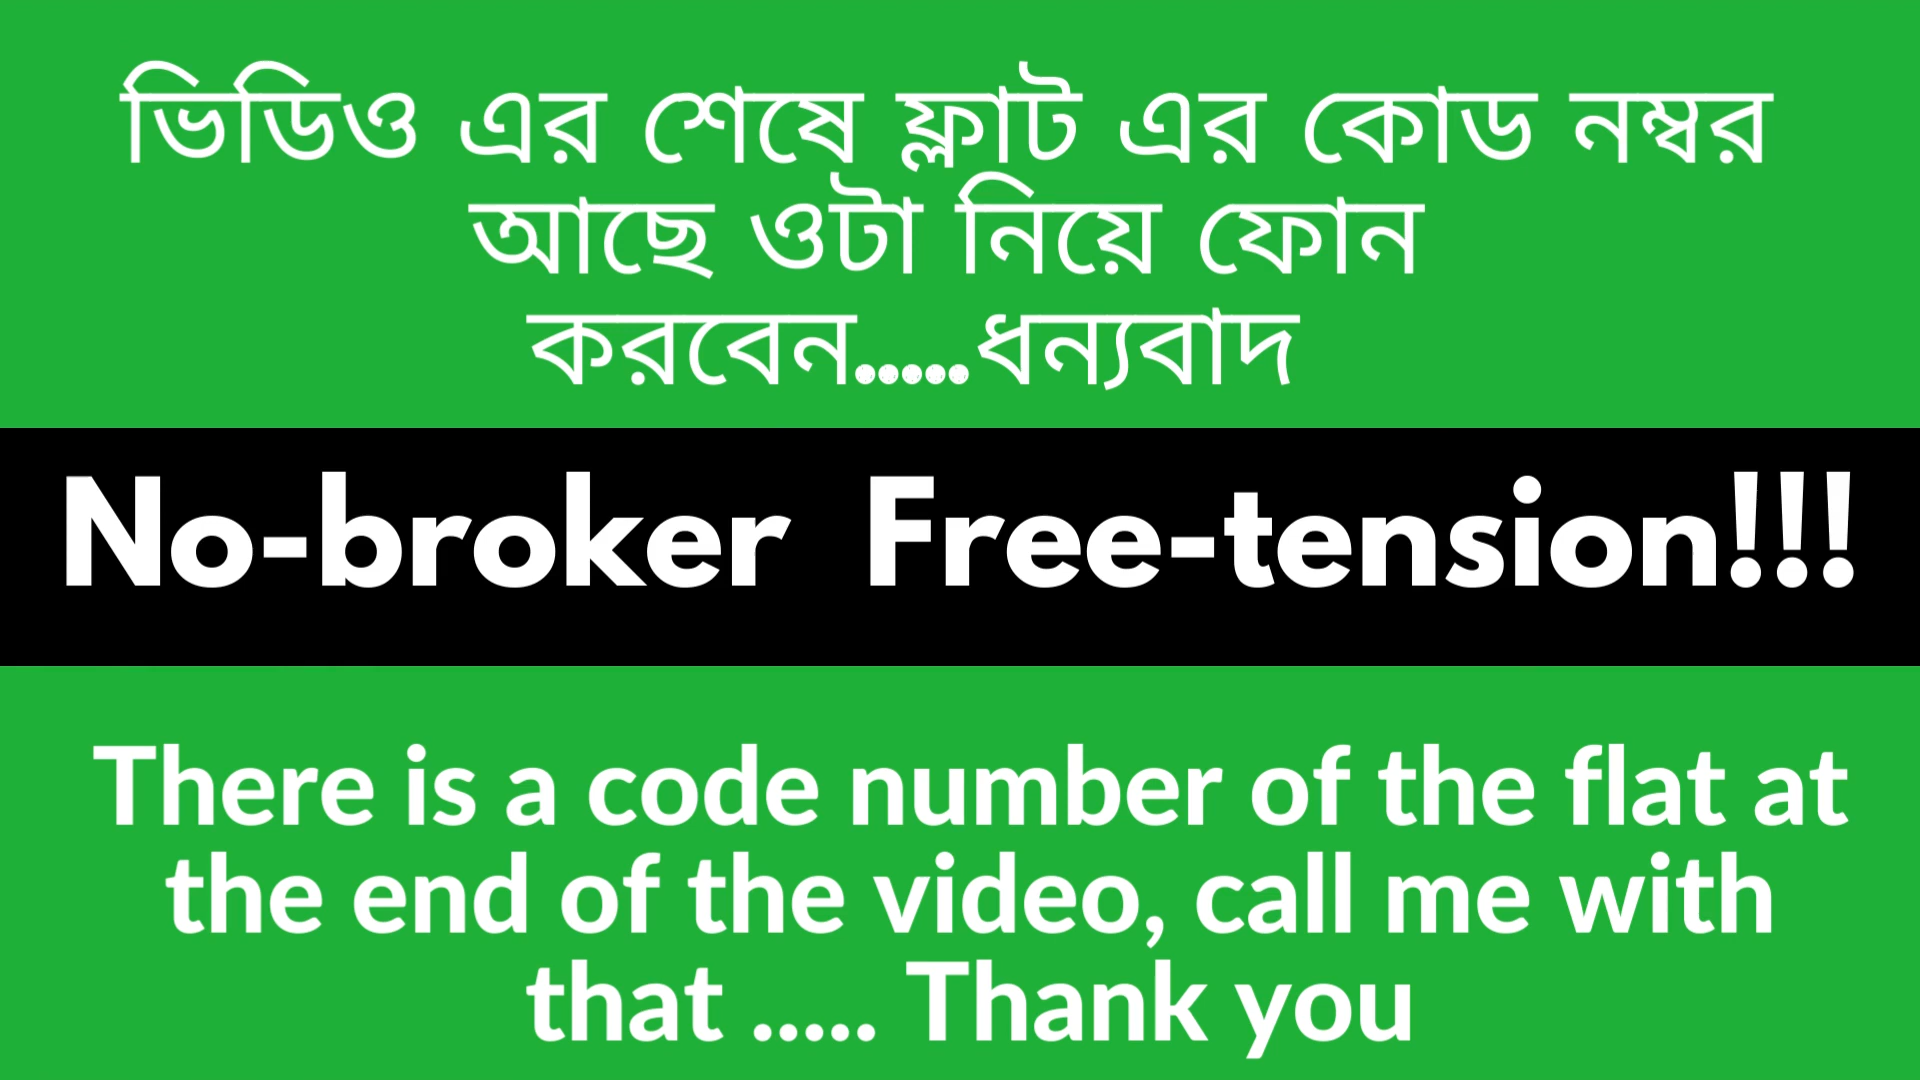 ভিডিও এর শেষে ফ্লাট এর কোড নম্বর
আছে ওটা নিয়ে ফোন
করবেন.....ধন্যবাদ
No-broker Free-tension!!!
There is a code number of the flat at
the end of the video, call me with
that ..... Thank you